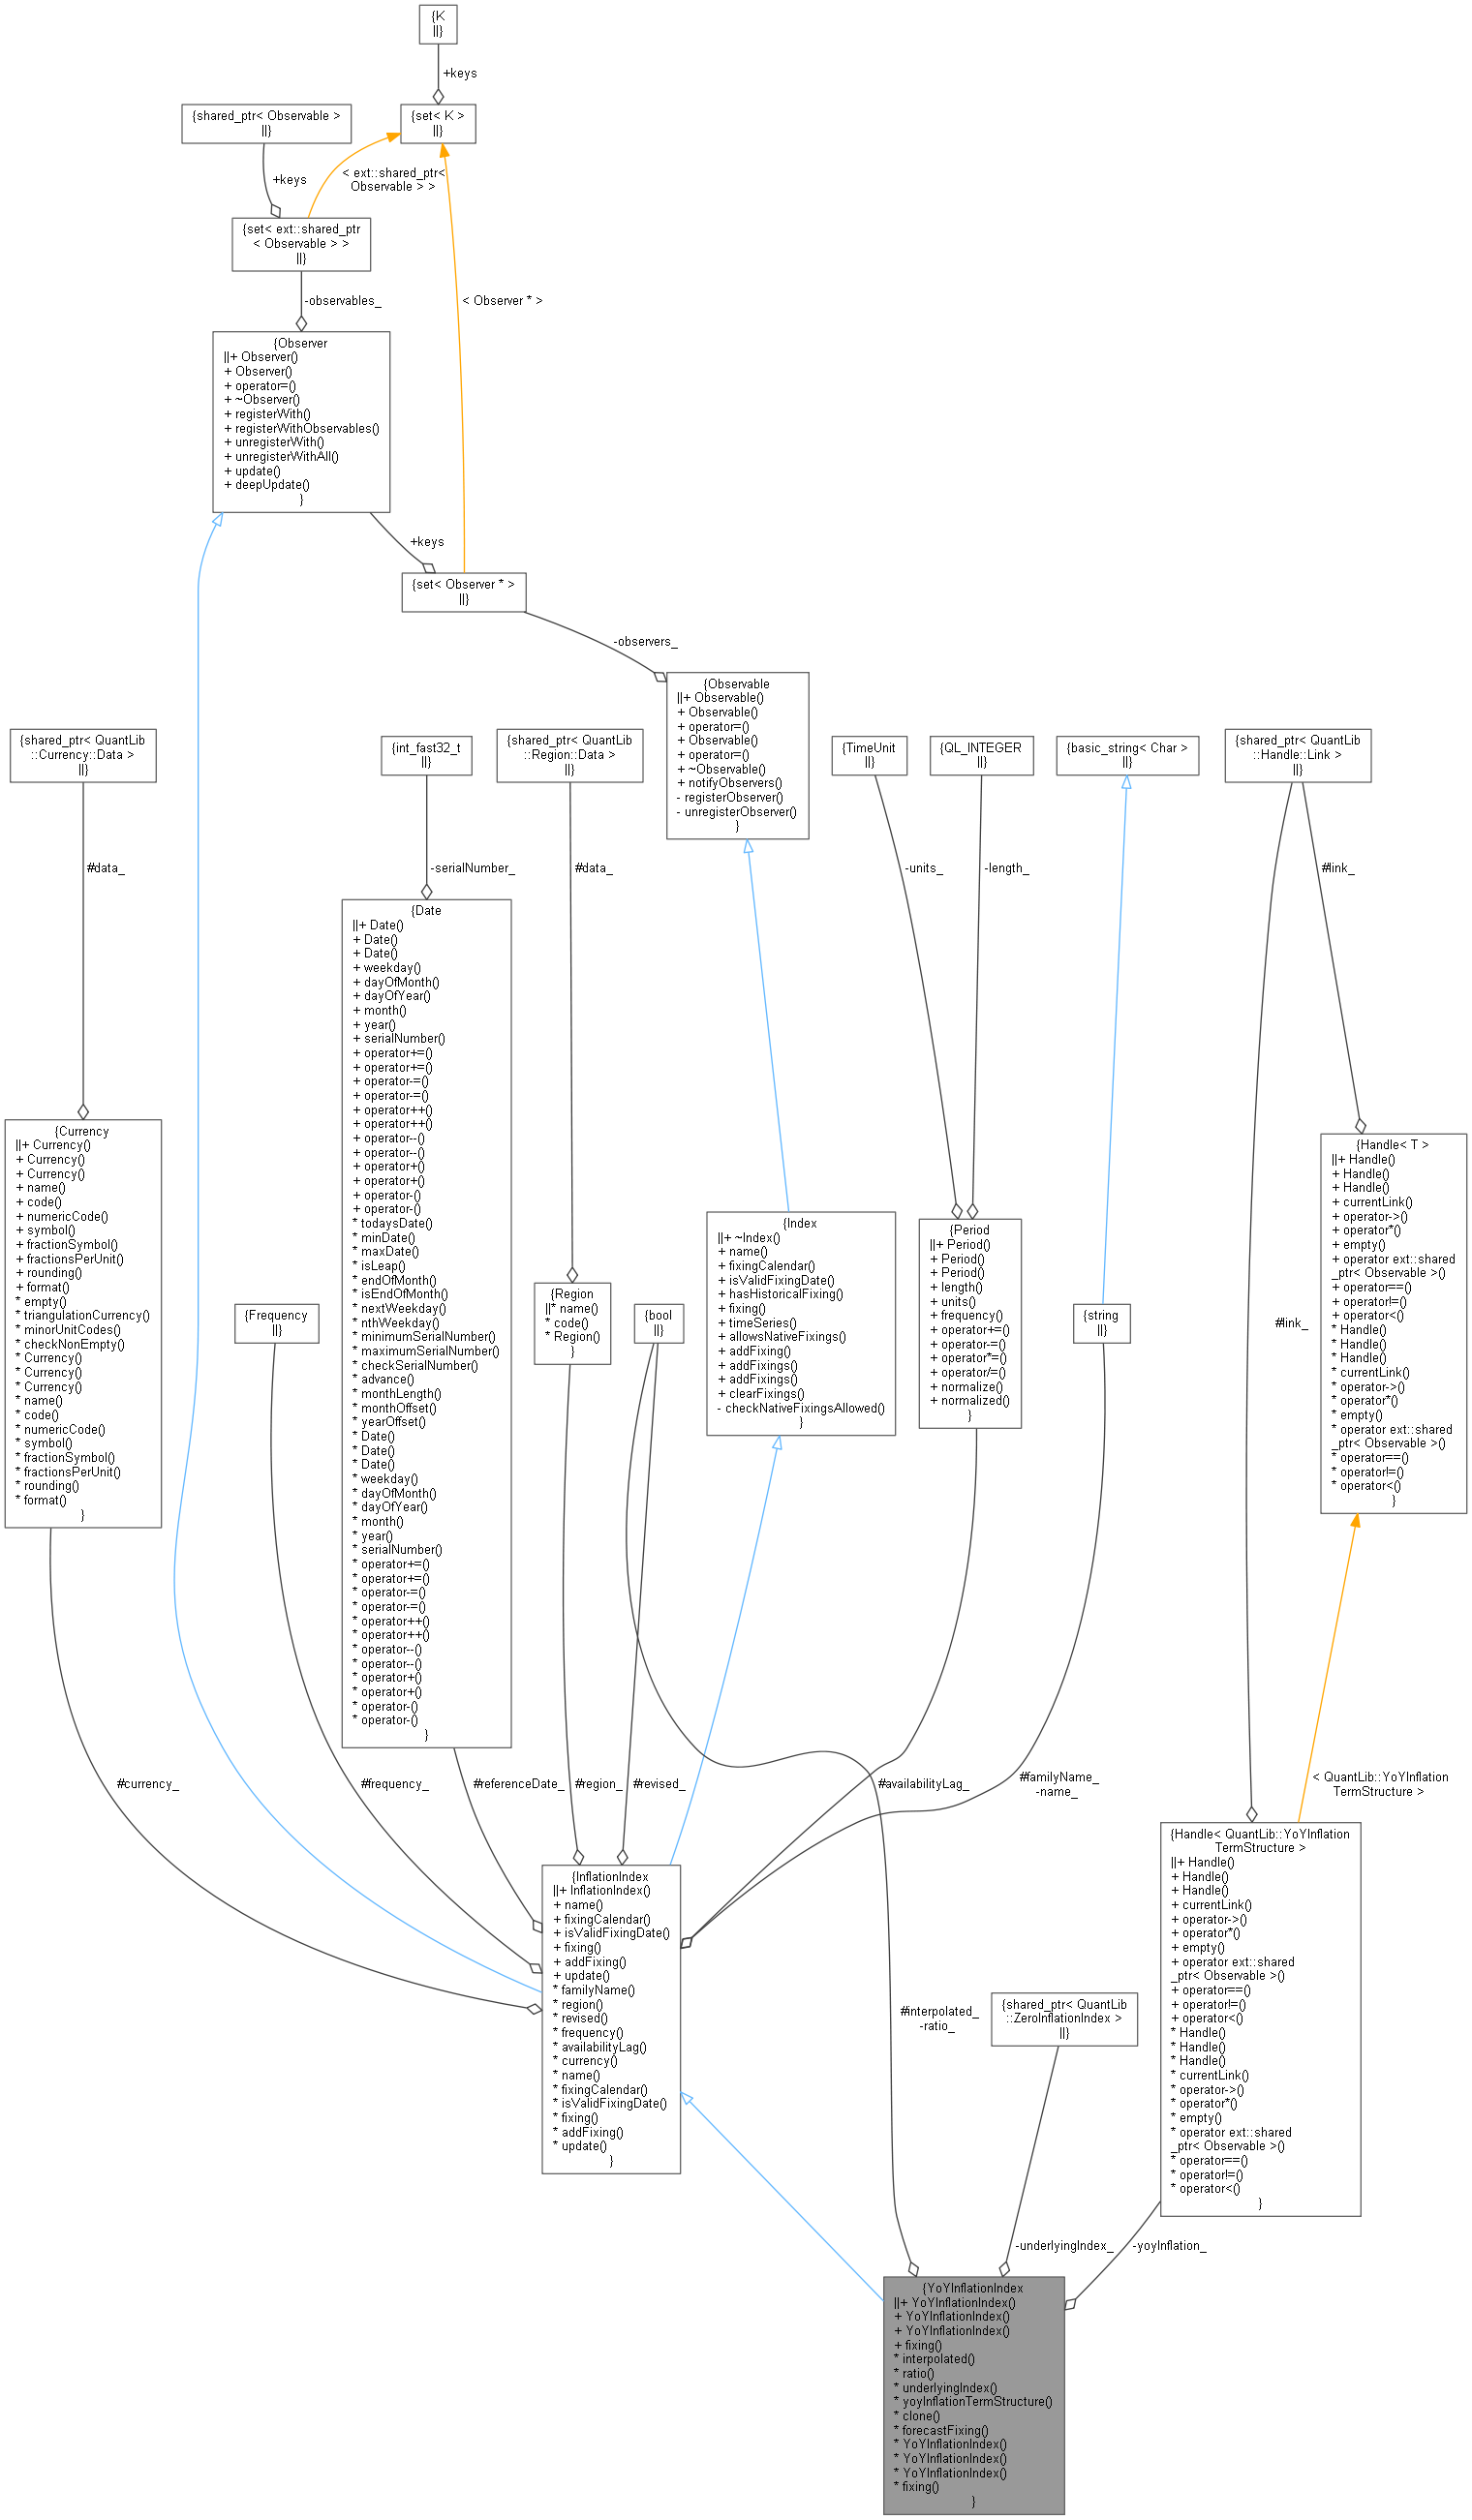 {K
||}
+keys
{shared_ptr< Observable >
||}
{set< K >
||}
+keys
< ext::shared_ptr<
Observable > >
{set< ext::shared_ptr
< Observable > >
||}
-observables_
< Observer * >
{Observer
||+ Observer()
+ Observer()
+ operator=()
+ ~Observer()
+ registerWith()
+ registerWithObservables()
+ unregisterWith()
+ unregisterWithAll()
+ update()
+ deepUpdate()
}
+keys
{set< Observer * >
||}
-observers_
{Observable
||+ Observable()
+ Observable()
+ operator=()
+ Observable()
+ operator=()
+ ~Observable()
+ notifyObservers()
- registerObserver()
- unregisterObserver()
}
{shared_ptr< QuantLib
::Currency::Data >
||}
{int_fast32_t
||}
{shared_ptr< QuantLib
::Region::Data >
||}
{TimeUnit
||}
{QL_INTEGER
||}
{basic_string< Char >
||}
{shared_ptr< QuantLib
::Handle::Link >
||}
#data_
-serialNumber_
#data_
-units_
-length_
#link_
{Date
||+ Date()
+ Date()
+ Date()
+ weekday()
+ dayOfMonth()
+ dayOfYear()
+ month()
+ year()
+ serialNumber()
+ operator+=()
+ operator+=()
+ operator-=()
+ operator-=()
+ operator++()
+ operator++()
+ operator--()
+ operator--()
+ operator+()
+ operator+()
+ operator-()
+ operator-()
* todaysDate()
* minDate()
* maxDate()
* isLeap()
* endOfMonth()
* isEndOfMonth()
* nextWeekday()
* nthWeekday()
* minimumSerialNumber()
* maximumSerialNumber()
* checkSerialNumber()
* advance()
* monthLength()
* monthOffset()
* yearOffset()
* Date()
* Date()
* Date()
* weekday()
* dayOfMonth()
* dayOfYear()
* month()
* year()
* serialNumber()
* operator+=()
* operator+=()
* operator-=()
* operator-=()
* operator++()
* operator++()
* operator--()
* operator--()
* operator+()
* operator+()
* operator-()
* operator-()
}
{Currency
||+ Currency()
+ Currency()
+ Currency()
+ name()
+ code()
+ numericCode()
+ symbol()
+ fractionSymbol()
+ fractionsPerUnit()
+ rounding()
+ format()
* empty()
* triangulationCurrency()
* minorUnitCodes()
* checkNonEmpty()
* Currency()
* Currency()
* Currency()
* name()
* code()
* numericCode()
* symbol()
* fractionSymbol()
* fractionsPerUnit()
* rounding()
* format()
}
{Handle< T >
||+ Handle()
+ Handle()
+ Handle()
+ currentLink()
+ operator->()
+ operator*()
+ empty()
+ operator ext::shared
_ptr< Observable >()
+ operator==()
+ operator!=()
+ operator<()
* Handle()
* Handle()
* Handle()
* currentLink()
* operator->()
* operator*()
* empty()
* operator ext::shared
_ptr< Observable >()
* operator==()
* operator!=()
* operator<()
}
{Index
||+ ~Index()
+ name()
+ fixingCalendar()
+ isValidFixingDate()
+ hasHistoricalFixing()
+ fixing()
+ timeSeries()
+ allowsNativeFixings()
+ addFixing()
+ addFixings()
+ addFixings()
+ clearFixings()
- checkNativeFixingsAllowed()
}
{Period
||+ Period()
+ Period()
+ Period()
+ length()
+ units()
+ frequency()
+ operator+=()
+ operator-=()
+ operator*=()
+ operator/=()
+ normalize()
+ normalized()
}
{Region
||* name()
* code()
* Region()
}
{Frequency
||}
{bool
||}
{string
||}
#link_
#currency_
#frequency_
#referenceDate_
#region_
#revised_
#availabilityLag_
#familyName_
-name_
< QuantLib::YoYInflation
TermStructure >
{InflationIndex
||+ InflationIndex()
+ name()
+ fixingCalendar()
+ isValidFixingDate()
+ fixing()
+ addFixing()
+ update()
* familyName()
* region()
* revised()
* frequency()
* availabilityLag()
* currency()
* name()
* fixingCalendar()
* isValidFixingDate()
* fixing()
* addFixing()
* update()
}
#interpolated_
-ratio_
{shared_ptr< QuantLib
::ZeroInflationIndex >
||}
{Handle< QuantLib::YoYInflation
TermStructure >
||+ Handle()
+ Handle()
+ Handle()
+ currentLink()
+ operator->()
+ operator*()
+ empty()
+ operator ext::shared
_ptr< Observable >()
+ operator==()
+ operator!=()
+ operator<()
* Handle()
* Handle()
* Handle()
* currentLink()
* operator->()
* operator*()
* empty()
* operator ext::shared
_ptr< Observable >()
* operator==()
* operator!=()
* operator<()
}
-underlyingIndex_
-yoyInflation_
{YoYInflationIndex
||+ YoYInflationIndex()
+ YoYInflationIndex()
+ YoYInflationIndex()
+ fixing()
* interpolated()
* ratio()
* underlyingIndex()
* yoyInflationTermStructure()
* clone()
* forecastFixing()
* YoYInflationIndex()
* YoYInflationIndex()
* YoYInflationIndex()
* fixing()
}